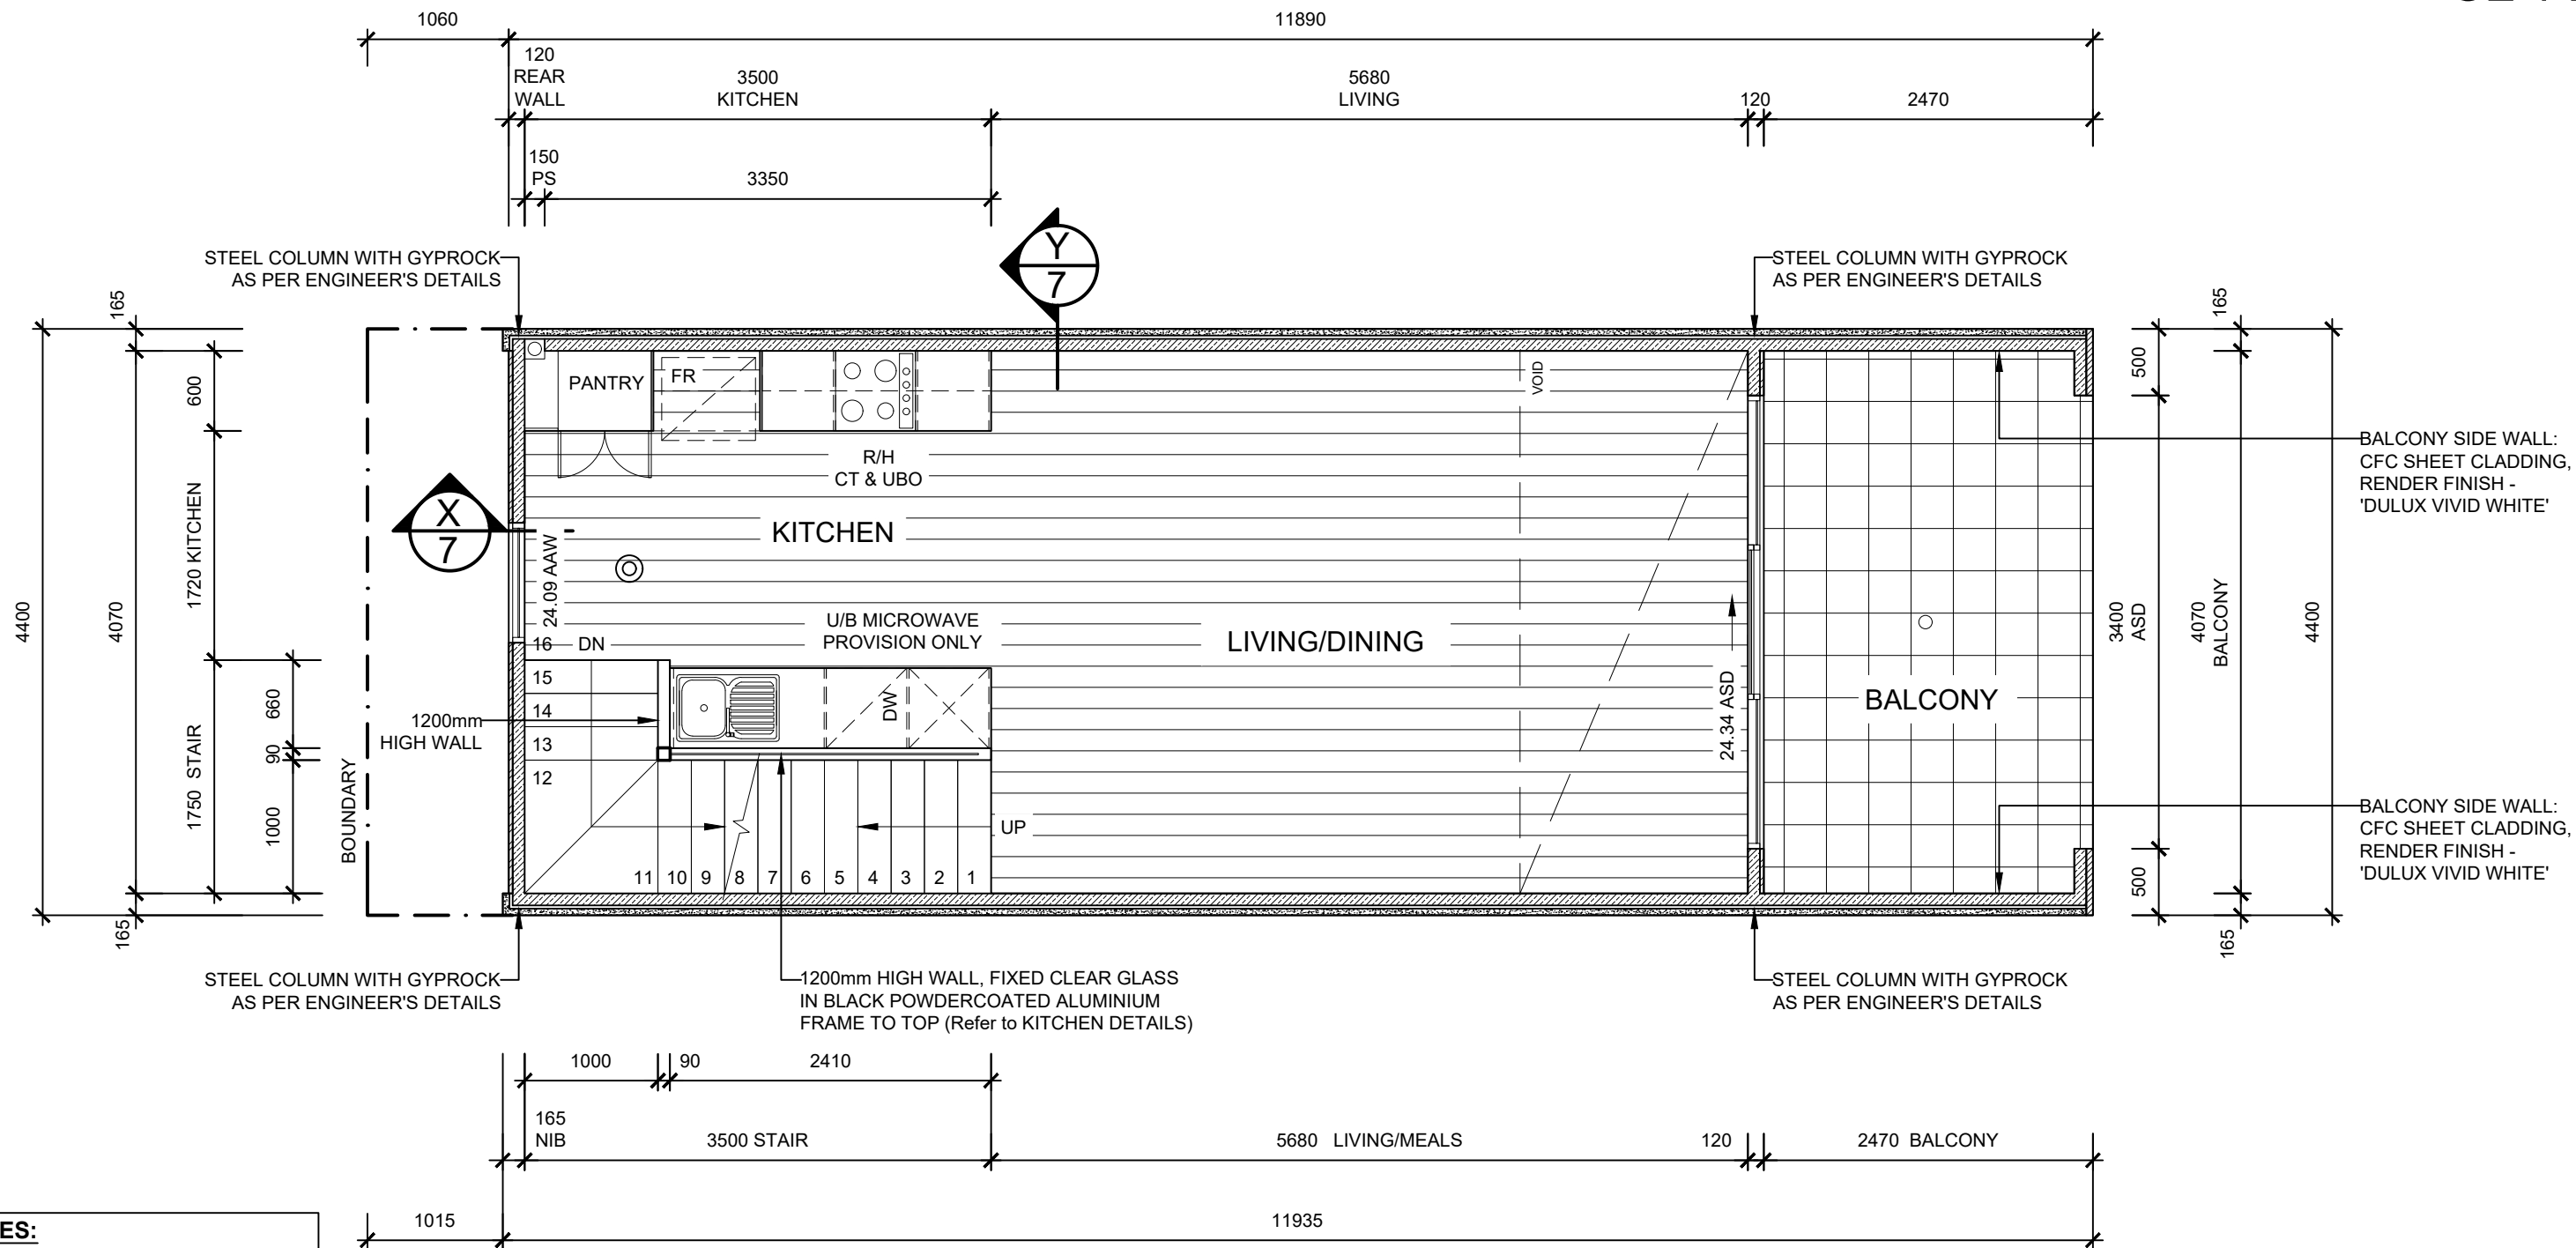 1060
11890
120
REAR
WALL
3500
KITCHEN
5680
LIVING
120
2470
150
PS
3350
STEEL COLUMN WITH GYPROCK
AS PER ENGINEER'S DETAILS
Y
7
STEEL COLUMN WITH GYPROCK
AS PER ENGINEER'S DETAILS
165
4400
4070
600
1720 KITCHEN
1750 STAIR
660
90
1000
165
BOUNDARY
X
7
PANTRY
FR
R/H
CT & UBO
VOID
KITCHEN
24.09 AAW
U/B MICROWAVE
PROVISION ONLY
LIVING/DINING
16
DN
15
14
13
12
1200mm
HIGH WALL
DW
24.34 ASD
BALCONY
UP
11
10
9
8
7
6
5
4
3
2
1
165
500
3400
ASD
4070
BALCONY
4400
500
165
BALCONY SIDE WALL:
CFC SHEET CLADDING,
RENDER FINISH -
'DULUX VIVID WHITE'
BALCONY SIDE WALL:
CFC SHEET CLADDING,
RENDER FINISH -
'DULUX VIVID WHITE'
STEEL COLUMN WITH GYPROCK
AS PER ENGINEER'S DETAILS
1200mm HIGH WALL, FIXED CLEAR GLASS
IN BLACK POWDERCOATED ALUMINIUM
FRAME TO TOP (Refer to KITCHEN DETAILS)
STEEL COLUMN WITH GYPROCK
AS PER ENGINEER'S DETAILS
1000
90
2410
165
NIB
3500 STAIR
5680 LIVING/MEALS
120
2470 BALCONY
1015
11935
ES: